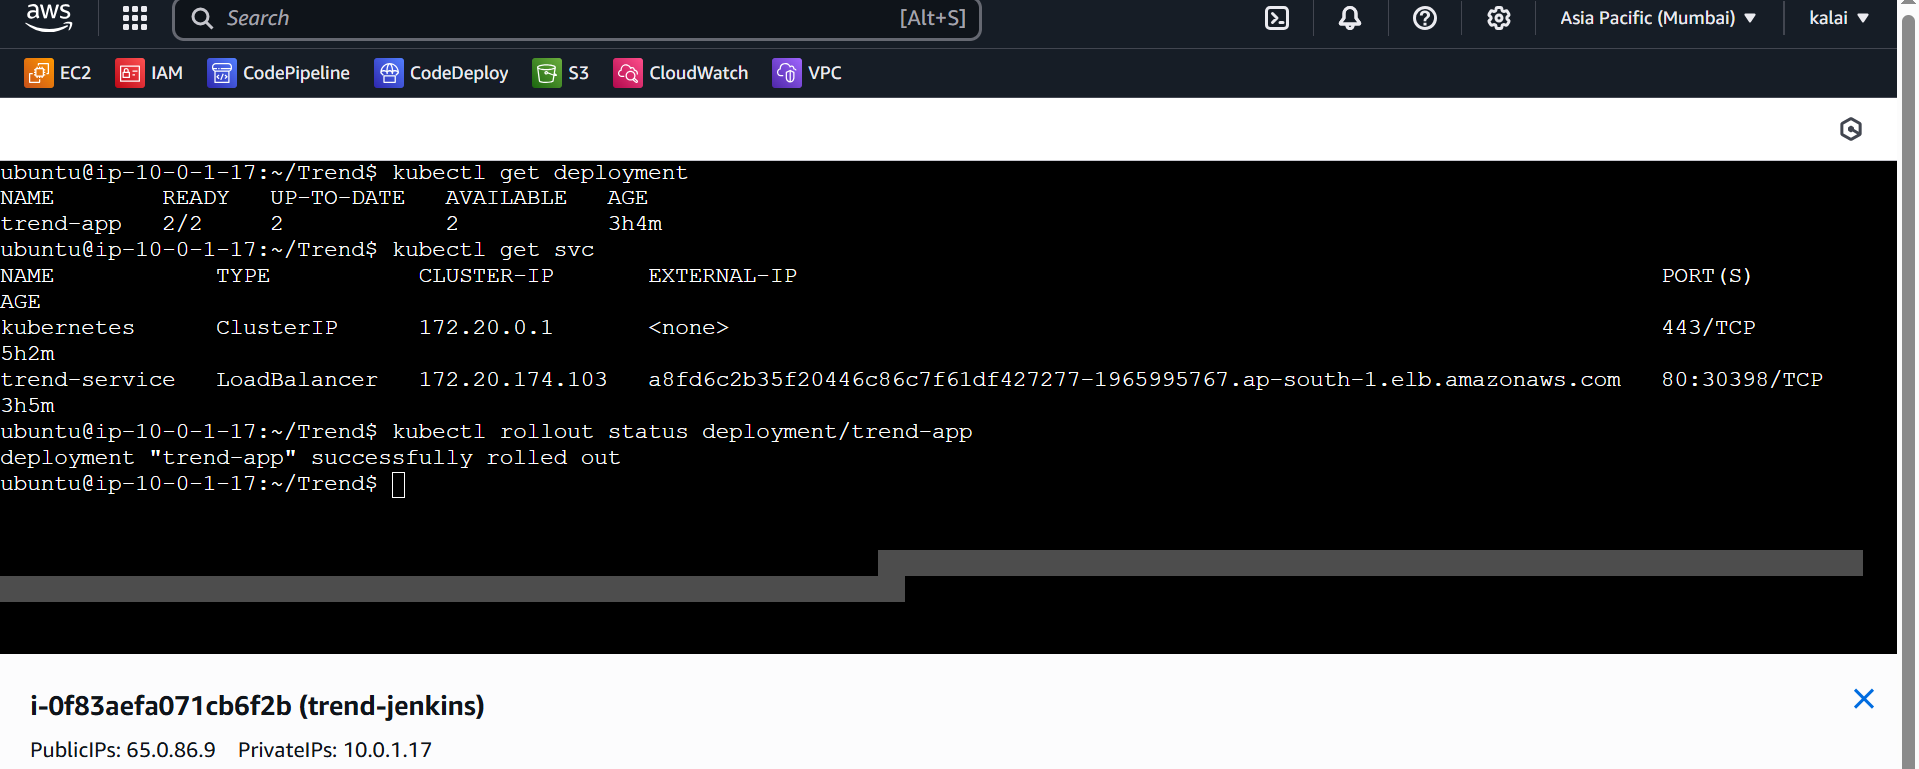 aws
Search [Alt+S]
Asia Pacific (Mumbai) ▼ kalai ▼
EC2 IAM CodePipeline CodeDeploy S3 CloudWatch VPC
ubuntu@ip-10-0-1-17:~/Trend$ kubectl get deployment
NAME READY UP-TO-DATE AVAILABLE AGE
trend-app 2/2 2 2 3h4m
ubuntu@ip-10-0-1-17:~/Trend$ kubectl get svc
NAME TYPE CLUSTER-IP EXTERNAL-IP PORT(S)
AGE
kubernetes ClusterIP 172.20.0.1 <none> 443/TCP
5h2m
trend-service LoadBalancer 172.20.174.103 a8fd6c2b35f20446c86c7f61df427277-1965995767.ap-south-1.elb.amazonaws.com 80:30398/TCP
3h5m
ubuntu@ip-10-0-1-17:~/Trend$ kubectl rollout status deployment/trend-app
deployment "trend-app" successfully rolled out
ubuntu@ip-10-0-1-17:~/Trend$
i-0f83aefa071cb6f2b (trend-jenkins)
PublicIPs: 65.0.86.9 PrivateIPs: 10.0.1.17